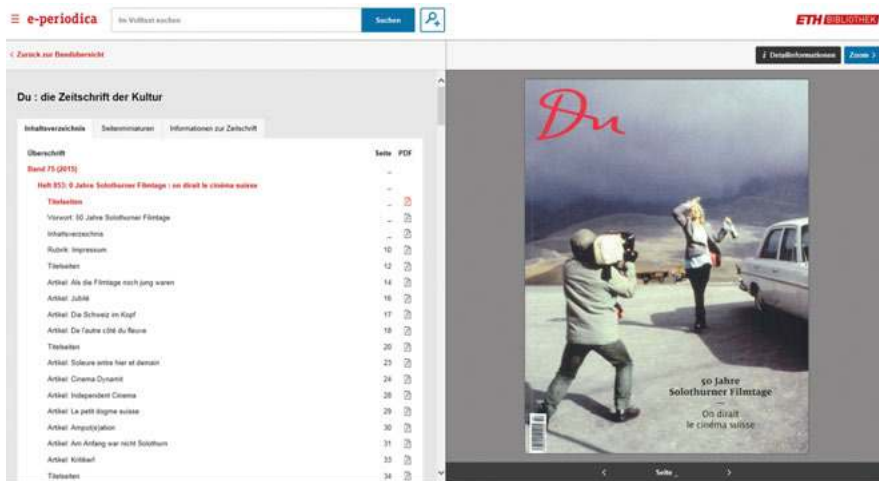 e-periodica
Im Volltext suchen
Suchen
ETH BIBLIOTHEK
< Zurück zur Bandübersicht
i Detailinformationen
Zoom >
Du : die Zeitschrift der Kultur
Inhaltsverzeichnis Seitenminiaturen Informationen zur Zeitschrift
Überschrift Seite PDF
Band 75 (2015) _
Heft 853: 0 Jahre Solothurner Filmtage : on dirait le cinéma suisse _
Titelseiten _
Vorwort: 50 Jahre Solothurner Filmtage _
Inhaltsverzeichnis _
Rubrik: Impressum 10
Titelseiten 12
Artikel: Als die Filmtage noch jung waren 14
Artikel: Jubilé 16
Artikel: Die Schweiz im Kopf 17
Artikel: De l'autre côté du fleuve 18
Titelseiten 20
Artikel: Soleure entre hier et demain 23
Artikel: Cinema Dynamit 24
Artikel: Independent Cinema 28
Artikel: Le petit dogme suisse 29
Artikel: Amput(e)ation 30
Artikel: Am Anfang war nicht Solothurn 31
Artikel: Kritiker! 33
Titelseiten 34
Du
50 Jahre
Solothurner Filmtage
—
On dirait
le cinéma suisse
< Seite _ >